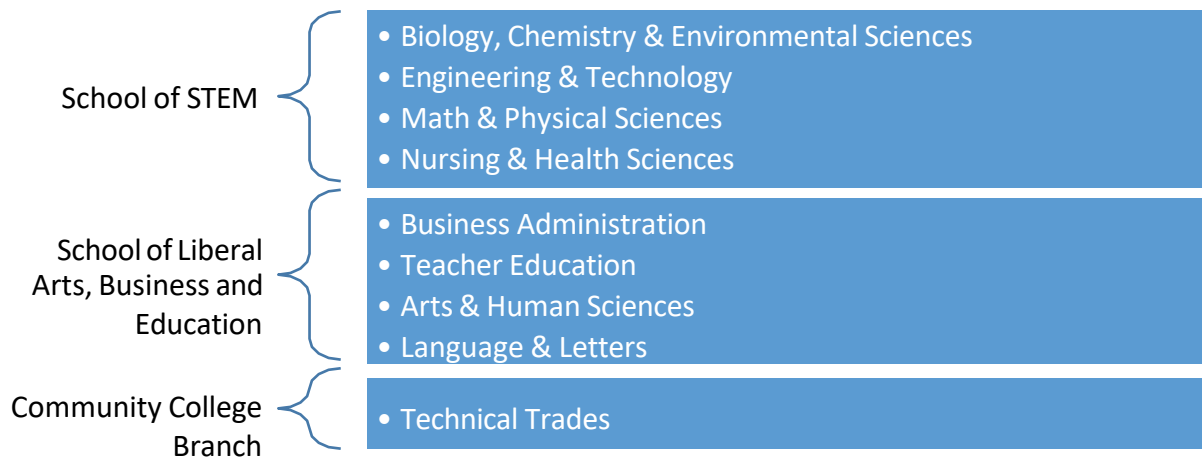 School of STEM
• Biology, Chemistry & Environmental Sciences
• Engineering & Technology
• Math & Physical Sciences
• Nursing & Health Sciences
School of Liberal
Arts, Business and
Education
• Business Administration
• Teacher Education
• Arts & Human Sciences
• Language & Letters
Community College
Branch
• Technical Trades